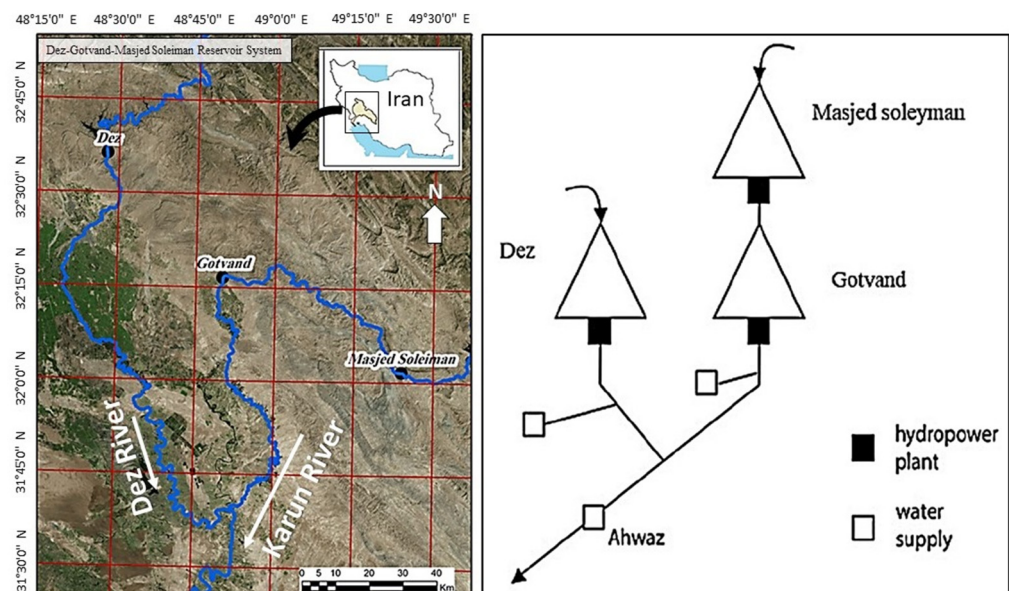 48°15'0" E 48°30'0" E 48°45'0" E 49°0'0" E 49°15'0" E 49°30'0" E
Dez-Gotvand-Masjed Soleiman Reservoir System
Iran
N
32°45'0" N
32°30'0" N
32°15'0" N
32°0'0" N
31°45'0" N
31°30'0" N
Dez
Gotvand
Masjed Soleiman
Dez River
Karun River
0 5 10 20 30 40
Km
Masjed soleyman
Dez
Gotvand
hydropower
plant
water
supply
Ahwaz